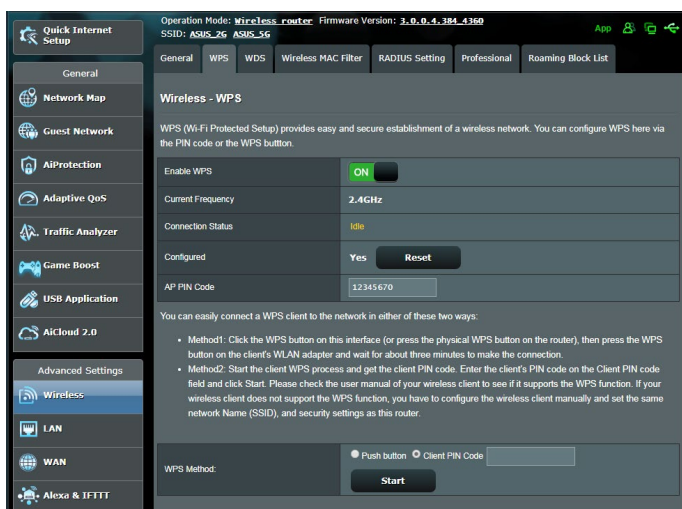 Quick Internet
Setup
Operation Mode: Wireless router Firmware Version: 3.0.0.4.384_4360
SSID: ASUS_2G ASUS_5G
App
General
Network Map
Guest Network
AiProtection
Adaptive QoS
Traffic Analyzer
Game Boost
USB Application
AiCloud 2.0
Advanced Settings
Wireless
LAN
WAN
Alexa & IFTTT
General WPS WDS Wireless MAC Filter RADIUS Setting Professional Roaming Block List
Wireless - WPS
WPS (Wi-Fi Protected Setup) provides easy and secure establishment of a wireless network. You can configure WPS here via
the PIN code or the WPS buttton.
Enable WPS ON
Current Frequency 2.4GHz
Connection Status Idle
Configured Yes Reset
AP PIN Code 12345670
You can easily connect a WPS client to the network in either of these two ways:
• Method1: Click the WPS button on this interface (or press the physical WPS button on the router), then press the WPS
button on the client's WLAN adapter and wait for about three minutes to make the connection.
• Method2: Start the client WPS process and get the client PIN code. Enter the client's PIN code on the Client PIN code
field and click Start. Please check the user manual of your wireless client to see if it supports the WPS function. If your
wireless client does not support the WPS function, you have to configure the wireless client manually and set the same
network Name (SSID), and security settings as this router.
WPS Method: Push button Client PIN Code
Start